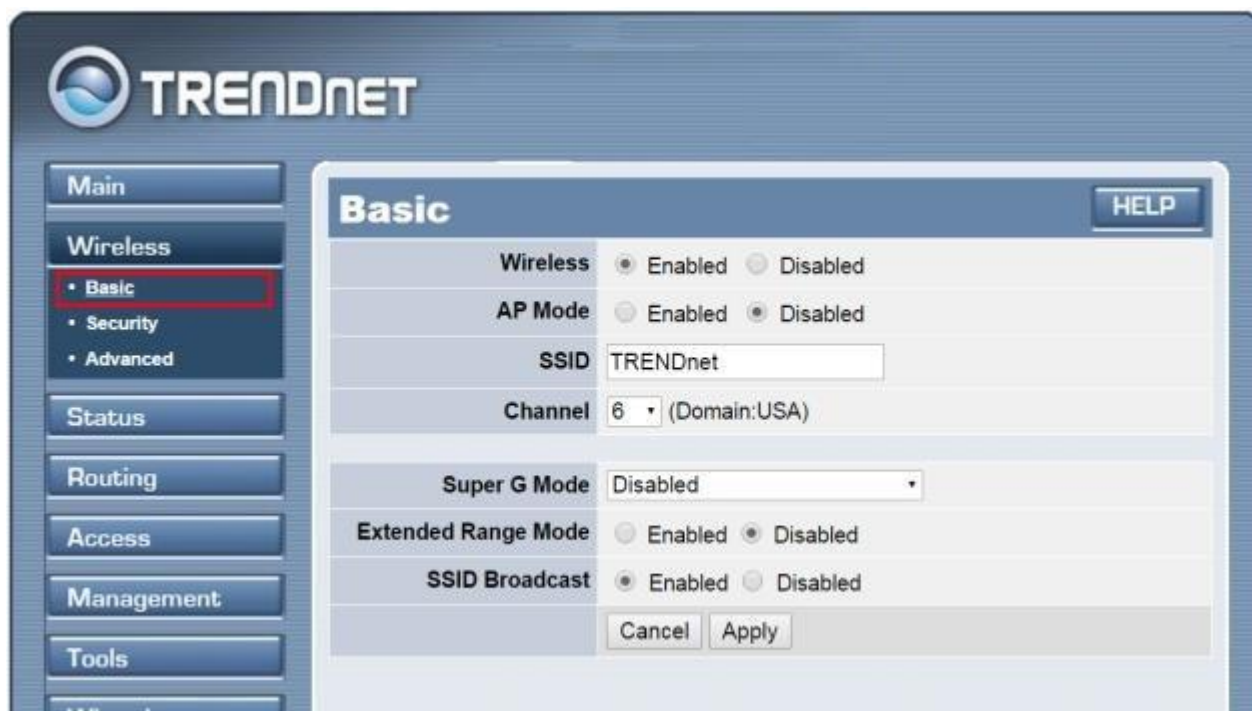 TRENDNET
Main
Wireless
• Basic
• Security
• Advanced
Status
Routing
Access
Management
Tools
Basic
HELP
Wireless Enabled Disabled
AP Mode Enabled Disabled
SSID TRENDnet
Channel 6 (Domain:USA)
Super G Mode Disabled
Extended Range Mode Enabled Disabled
SSID Broadcast Enabled Disabled
Cancel Apply